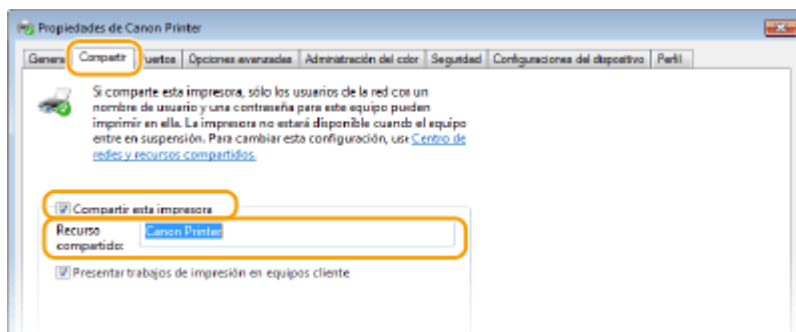 Propiedades de Canon Printer
General Compartir Puertos Opciones avanzadas Administración del color Seguridad Configuraciones del dispositivo Perfil
Si comparte esta impresora, sólo los usuarios de la red con un
nombre de usuario y una contraseña para este equipo pueden
imprimir en ella. La impresora no estará disponible cuando el equipo
entre en suspensión. Para cambiar esta configuración, use Centro de
redes y recursos compartidos.
Compartir esta impresora
Recurso Canon Printer
compartido:
Presentar trabajos de impresión en equipos cliente